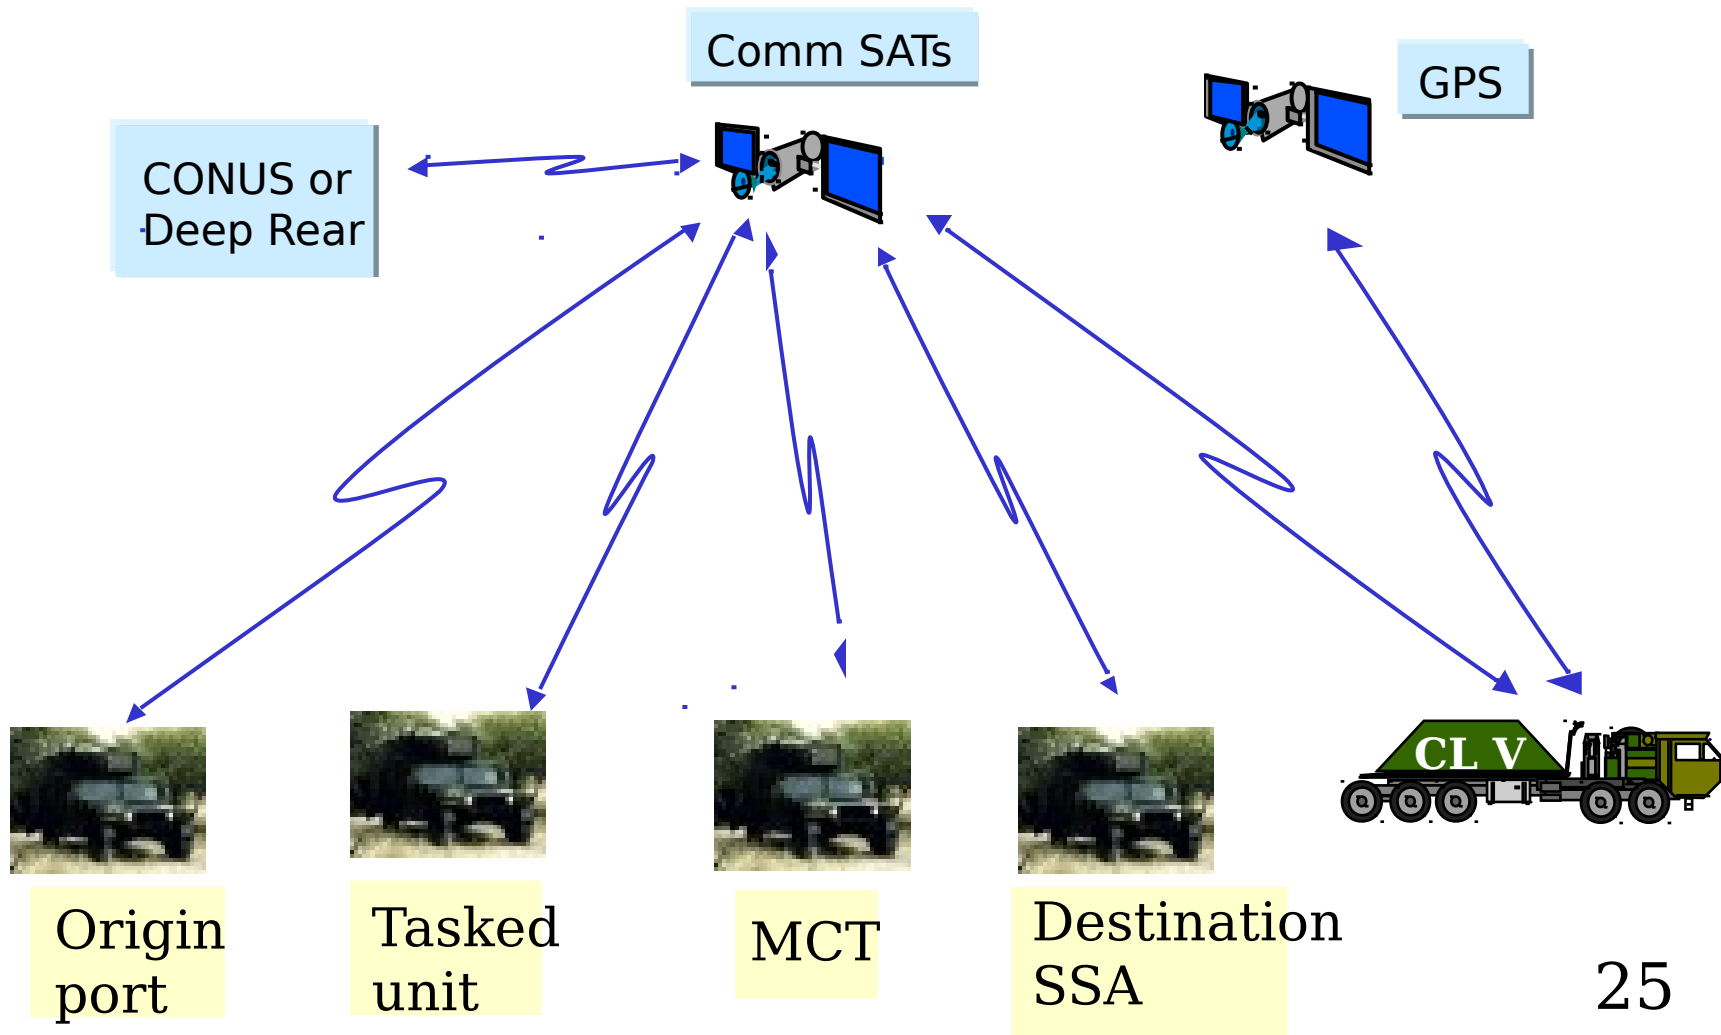 Comm SATs
GPS
CONUS or
Deep Rear
CL V
Origin
port
Tasked
unit
MCT
Destination
SSA
25